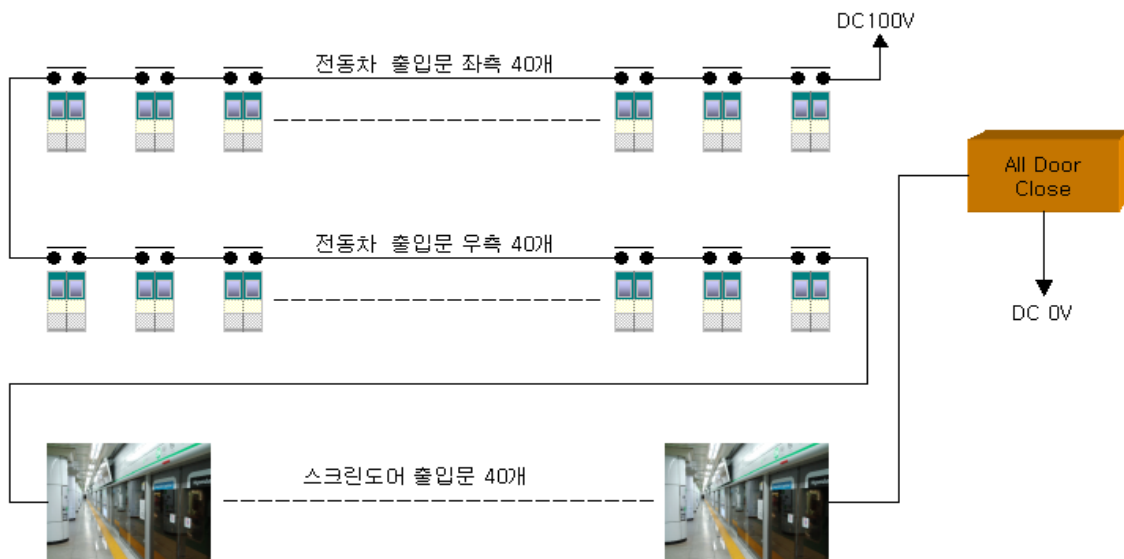 DC100V
전동차 출입문 좌측 40개
All Door
Close
전동차 출입문 우측 40개
DC 0V
스크린도어 출입문 40개